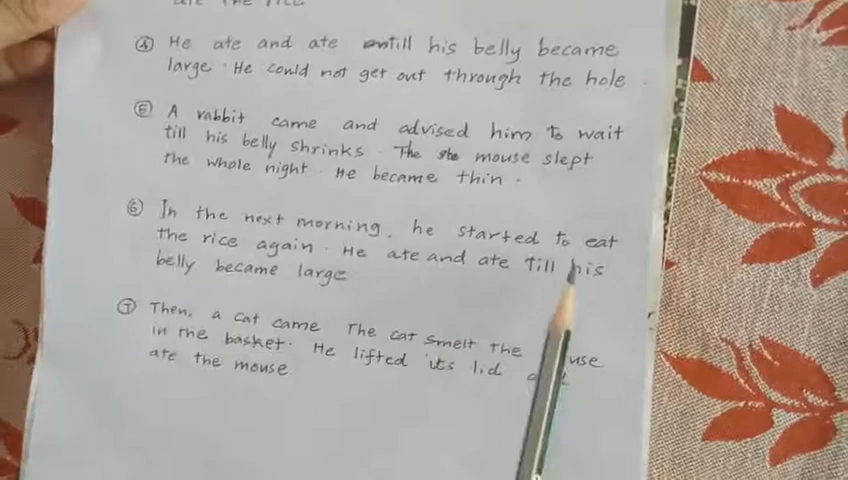 ate the rice
④ He ate and ate till his belly became
large. He could not get out through the hole.
⑤ A rabbit came and advised him to wait
till his belly shrinks. The mouse slept
the whole night. He became thin.
⑥ In the next morning, he started to eat
the rice again. He ate and ate till his
belly became large
⑦ Then, a cat came The cat smelt the
in the basket. He lifted its lid
ate the mouse